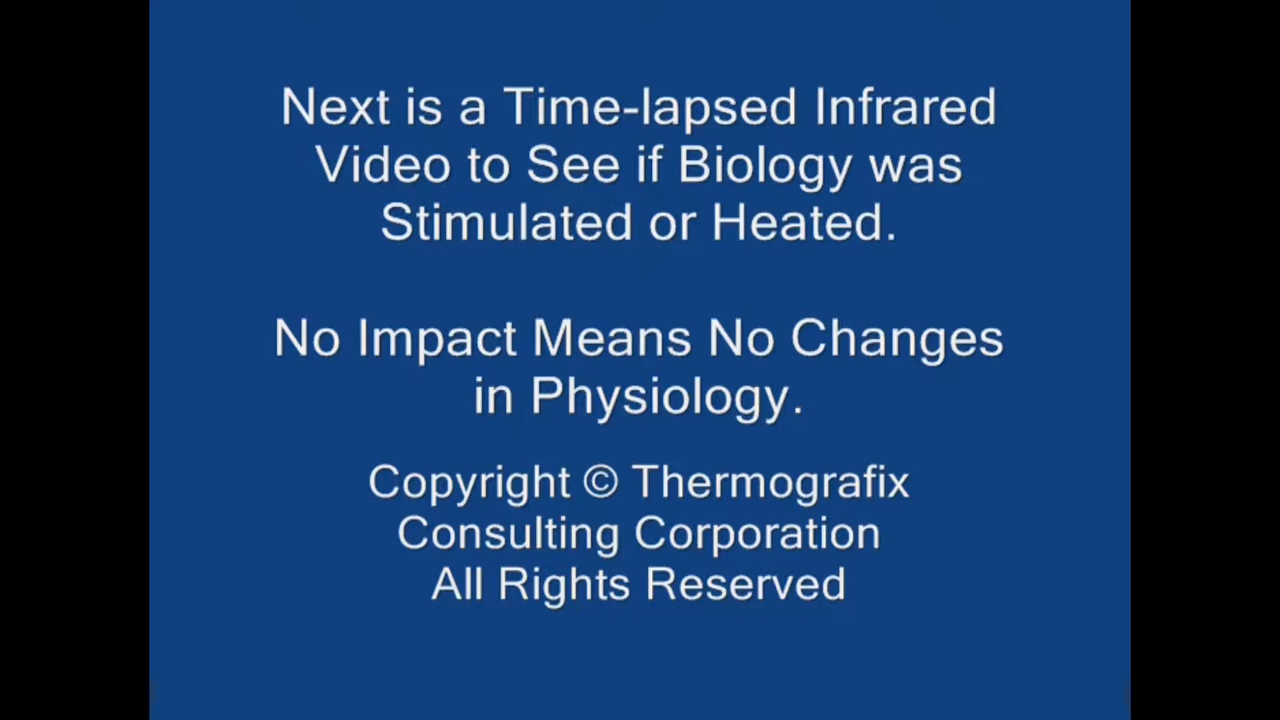 Next is a Time-lapsed Infrared
Video to See if Biology was
Stimulated or Heated.
No Impact Means No Changes
in Physiology.
Copyright © Thermografix
Consulting Corporation
All Rights Reserved